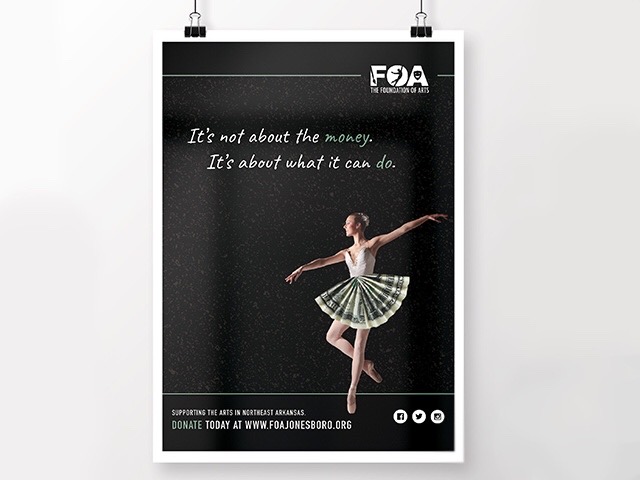 FOA
THE FOUNDATION OF ARTS
It's not about the money.
It's about what it can do.
SUPPORTING THE ARTS IN NORTHEAST ARKANSAS.
DONATE TODAY AT WWW.FOAJONESBORO.ORG